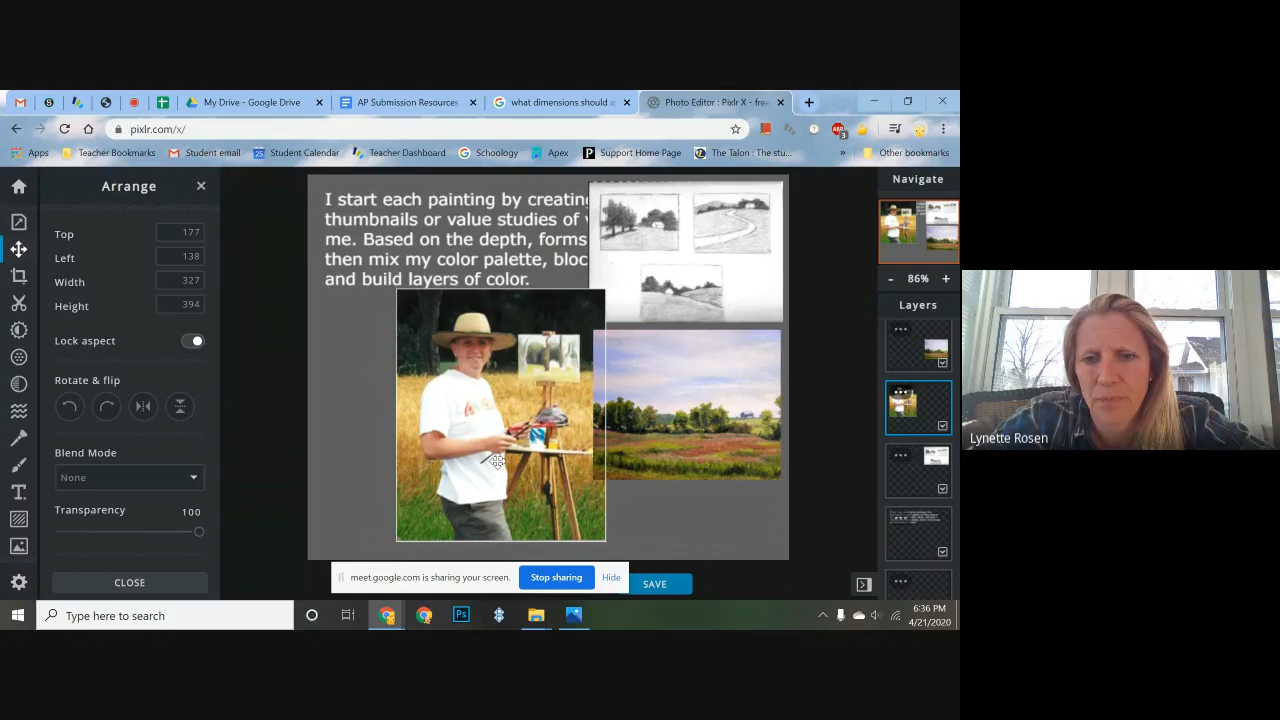 My Drive - Google Drive
AP Submission Resources
what dimensions should a
Photo Editor : Pixlr X - free
pixlr.com/x/
Apps
Teacher Bookmarks
Student email
Student Calendar
Teacher Dashboard
Schoology
Apex
Support Home Page
The Talon : The stu...
»
Other bookmarks
Arrange
Top 177
Left 138
Width 327
Height 394
Lock aspect
Rotate & flip
Blend Mode
None
Transparency 100
CLOSE
I start each painting by creating
thumbnails or value studies of
me. Based on the depth, forms
then mix my color palette, bloc
and build layers of color.
Navigate
- 86% +
Layers
meet.google.com is sharing your screen.
Stop sharing
Hide
SAVE
Type here to search
Ps
6:36 PM
4/21/2020
Lynette Rosen